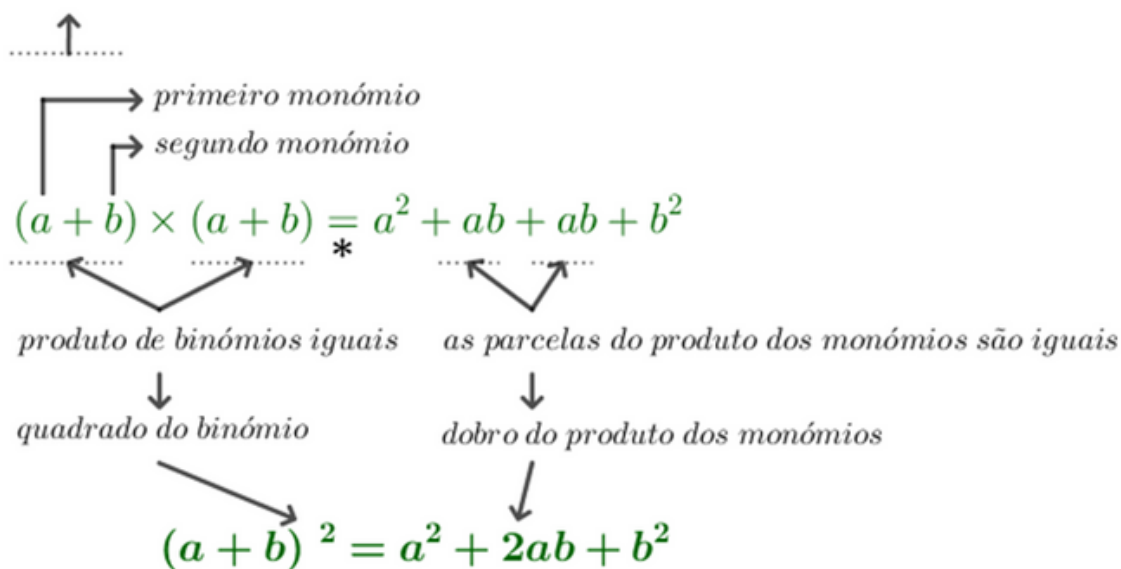 primeiro monómio
segundo monómio
(a + b) × (a + b) = a² + ab + ab + b²
*
produto de binómios iguais as parcelas do produto dos monómios são iguais
quadrado do binómio dobro do produto dos monómios
(a + b) ² = a² + 2ab + b²